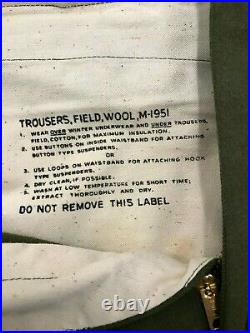 TROUSERS, FIELD, WOOL, M-1951
1. WEAR OVER WINTER UNDERWEAR AND UNDER TROUSERS,
FIELD, COTTON, FOR MAXIMUM INSULATION.
2. USE BUTTONS ON INSIDE WAISTBAND FOR ATTACHING
BUTTON TYPE SUSPENDERS.
OR
3. USE LOOPS ON WAISTBAND FOR ATTACHING HOOK
TYPE SUSPENDERS.
4. DRY CLEAN, IF POSSIBLE.
5. WASH AT LOW TEMPERATURE FOR SHORT TIME;
EXTRACT THOROUGHLY AND DRY.
DO NOT REMOVE THIS LABEL